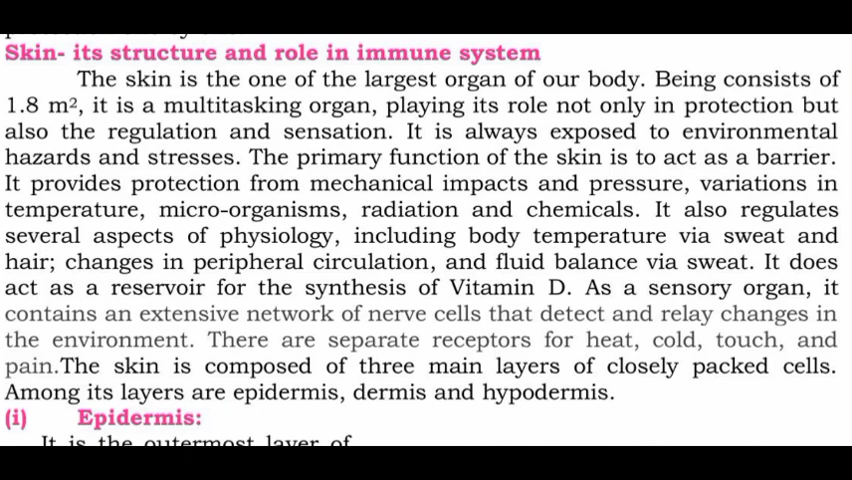 Skin- its structure and role in immune system
The skin is the one of the largest organ of our body. Being consists of
1.8 m², it is a multitasking organ, playing its role not only in protection but
also the regulation and sensation. It is always exposed to environmental
hazards and stresses. The primary function of the skin is to act as a barrier.
It provides protection from mechanical impacts and pressure, variations in
temperature, micro-organisms, radiation and chemicals. It also regulates
several aspects of physiology, including body temperature via sweat and
hair; changes in peripheral circulation, and fluid balance via sweat. It does
act as a reservoir for the synthesis of Vitamin D. As a sensory organ, it
contains an extensive network of nerve cells that detect and relay changes in
the environment. There are separate receptors for heat, cold, touch, and
pain.The skin is composed of three main layers of closely packed cells.
Among its layers are epidermis, dermis and hypodermis.
(i) Epidermis:
It is the outermost layer of